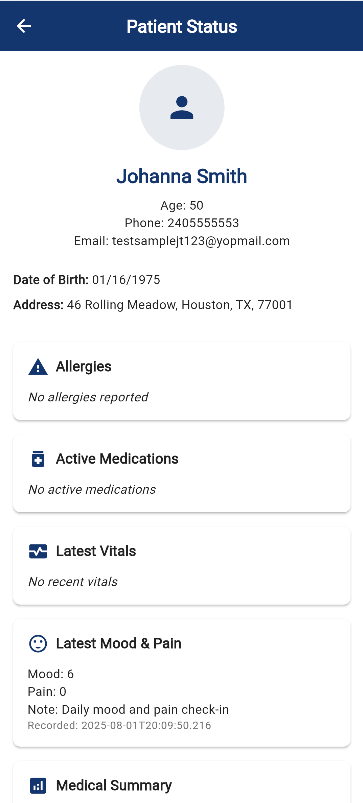 Patient Status
Johanna Smith
Age: 50
Phone: 2405555553
Email: testsamplejt123@yopmail.com
Date of Birth: 01/16/1975
Address: 46 Rolling Meadow, Houston, TX, 77001
Allergies
No allergies reported
Active Medications
No active medications
Latest Vitals
No recent vitals
Latest Mood & Pain
Mood: 6
Pain: 0
Note: Daily mood and pain check-in
Recorded: 2025-08-01T20:09:50.216
Medical Summary